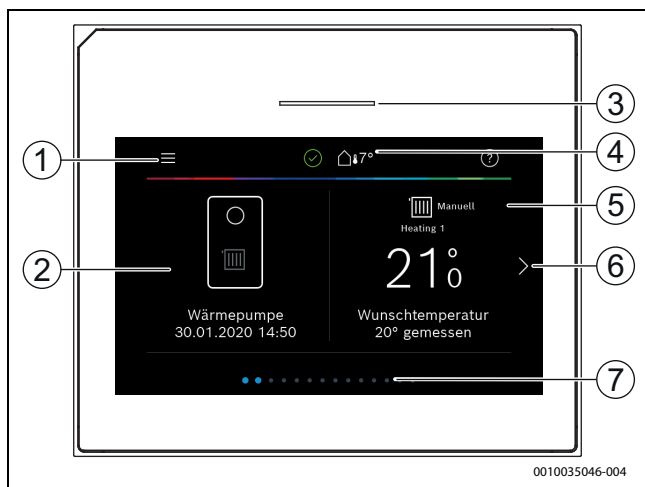 1
2
3
4
5
6
7
7°
?
Manuell
Heating 1
21°0
Wärmepumpe
30.01.2020 14:50
Wunschtemperatur
20° gemessen
0010035046-004